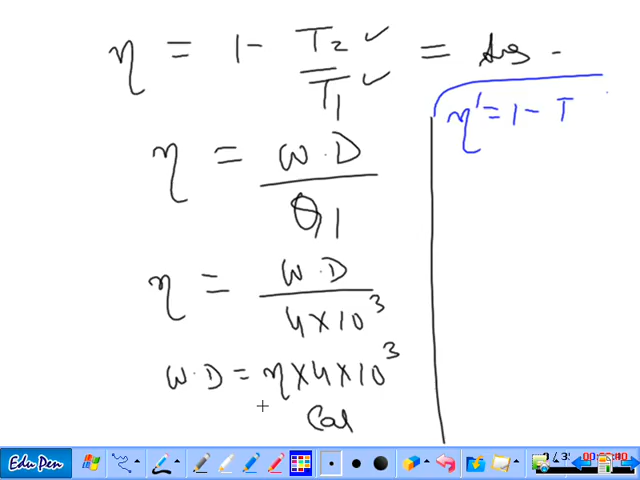 η = 1 - T₂/T₁ = Ans -
η = W.D/Q₁
η = W.D/4×10³
W.D = η×4×10³
Cal
η' = 1 - T
Edu Pen